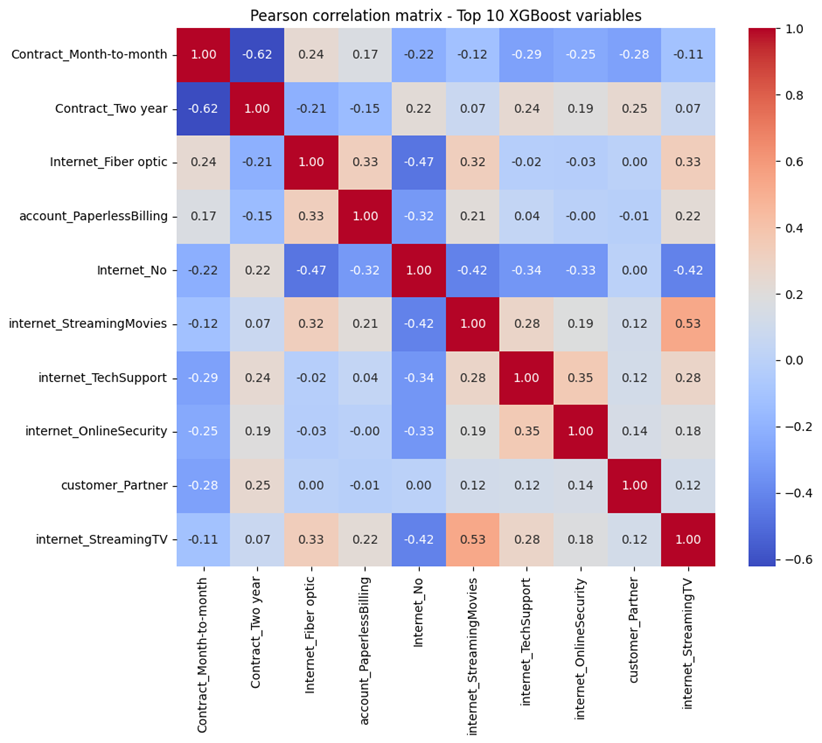 Pearson correlation matrix - Top 10 XGBoost variables
Contract_Month-to-month 1.00 -0.62 0.24 0.17 -0.22 -0.12 -0.29 -0.25 -0.28 -0.11
Contract_Two year -0.62 1.00 -0.21 -0.15 0.22 0.07 0.24 0.19 0.25 0.07
Internet_Fiber optic 0.24 -0.21 1.00 0.33 -0.47 0.32 -0.02 -0.03 0.00 0.33
account_PaperlessBilling 0.17 -0.15 0.33 1.00 -0.32 0.21 0.04 -0.00 -0.01 0.22
Internet_No -0.22 0.22 -0.47 -0.32 1.00 -0.42 -0.34 -0.33 0.00 -0.42
internet_StreamingMovies -0.12 0.07 0.32 0.21 -0.42 1.00 0.28 0.19 0.12 0.53
internet_TechSupport -0.29 0.24 -0.02 0.04 -0.34 0.28 1.00 0.35 0.12 0.28
internet_OnlineSecurity -0.25 0.19 -0.03 -0.00 -0.33 0.19 0.35 1.00 0.14 0.18
customer_Partner -0.28 0.25 0.00 -0.01 0.00 0.12 0.12 0.14 1.00 0.12
internet_StreamingTV -0.11 0.07 0.33 0.22 -0.42 0.53 0.28 0.18 0.12 1.00
Contract_Month-to-month
Contract_Two year
Internet_Fiber optic
account_PaperlessBilling
Internet_No
internet_StreamingMovies
internet_TechSupport
internet_OnlineSecurity
customer_Partner
internet_StreamingTV
1.0
0.8
0.6
0.4
0.2
0.0
−0.2
−0.4
−0.6